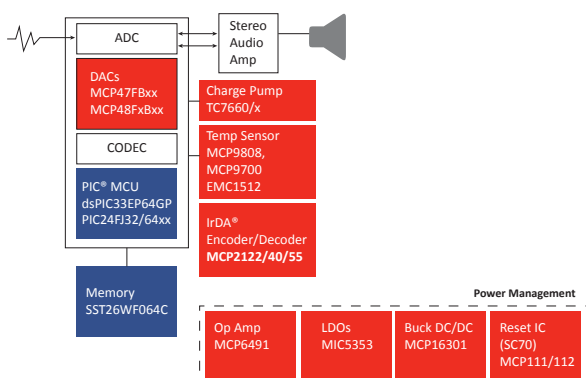 ADC
Stereo
Audio
Amp
DACs
MCP47FBxx
MCP48FxBxx
Charge Pump
TC7660/x
CODEC
Temp Sensor
MCP9808,
MCP9700
EMC1512
PIC® MCU
dsPIC33EP64GP
PIC24FJ32/64xx
IrDA®
Encoder/Decoder
MCP2122/40/55
Memory
SST26WF064C
Power Management
Op Amp
MCP6491
LDOs
MIC5353
Buck DC/DC
MCP16301
Reset IC
(SC70)
MCP111/112